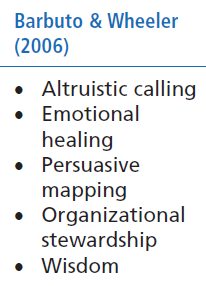 Barbuto & Wheeler
(2006)
• Altruistic calling
• Emotional
healing
• Persuasive
mapping
• Organizational
stewardship
• Wisdom